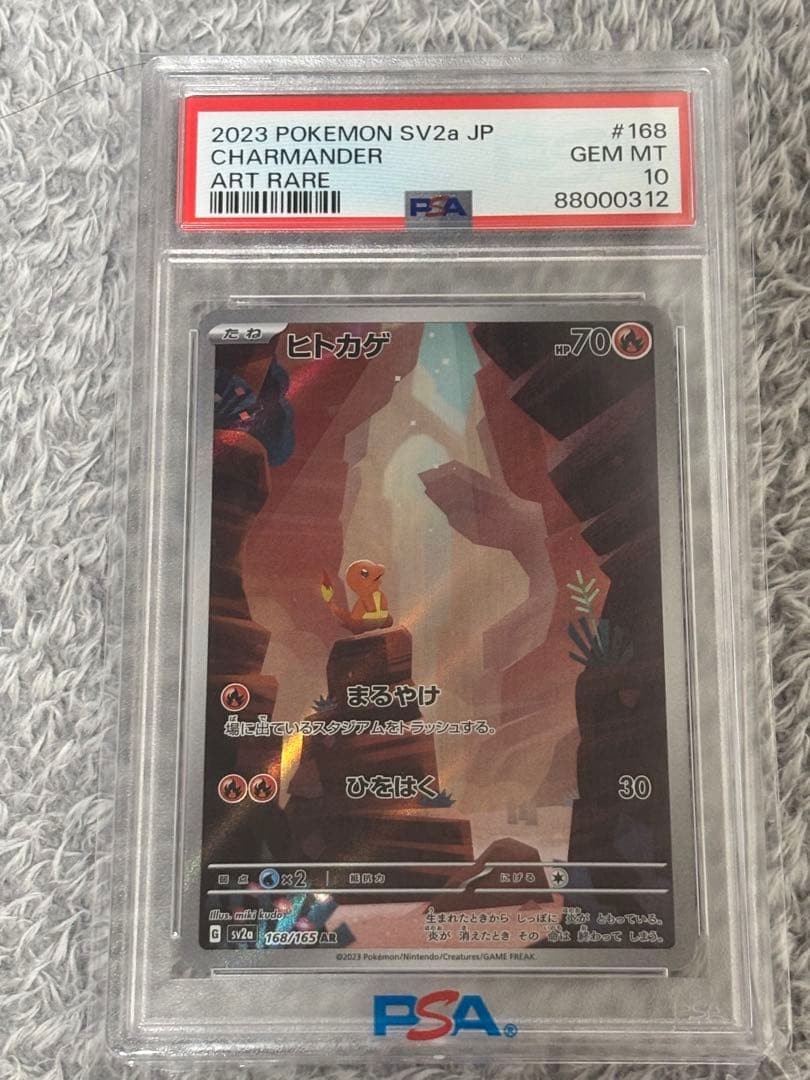 2023 POKEMON SV2a JP #168
CHARMANDER GEM MT
ART RARE 10
PSA 88000312
たね ヒトカゲ HP70
まるやけ
場に出ているスタジアムをトラッシュする。
ひをはく 30
弱点 ×2 抵抗力 にげる
Illus. miki kudo
生まれたときから しっぽに 炎が ともっている。
炎が 消えたとき その 命は 終わって しまう。
G sv2a 168/165 AR
©2023 Pokémon/Nintendo/Creatures/GAME FREAK.
PSA®